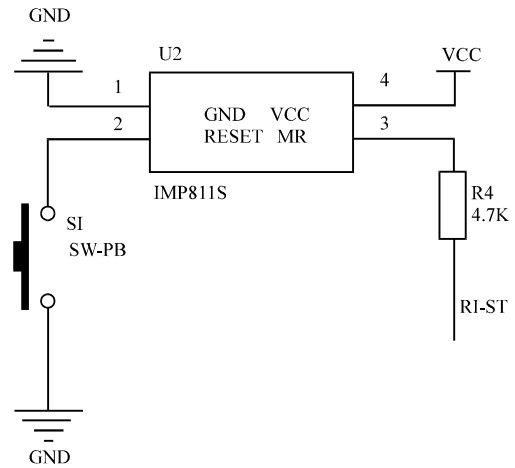 GND
U2
1
4
VCC
GND VCC
2
3
RESET MR
IMP811S
R4
4.7K
SI
SW-PB
RI-ST
GND